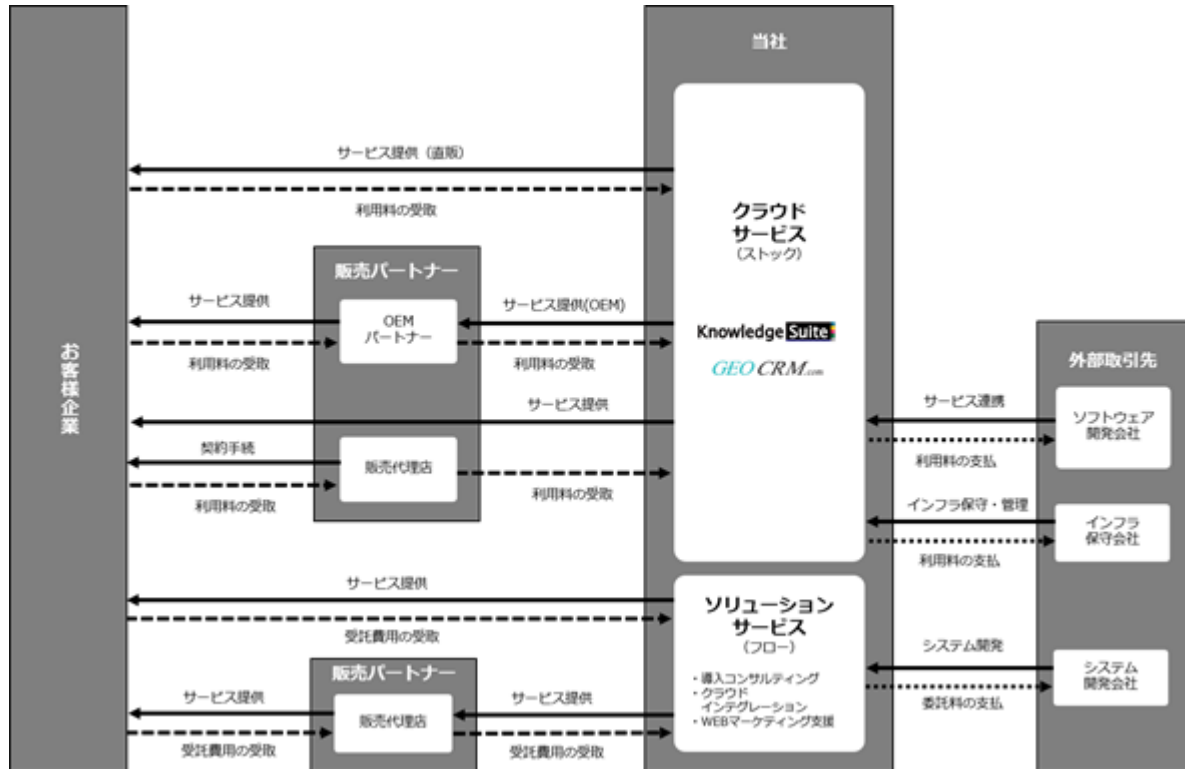 当社
サービス提供（直販）
利用料の受取
クラウド
サービス
（ストック）
Knowledge Suite
GEO CRM.com
販売パートナー
サービス提供
OEM
パートナー
利用料の受取
サービス提供(OEM)
利用料の受取
サービス提供
契約手続
販売代理店
利用料の受取
利用料の受取
お客様企業
外部取引先
サービス連携
ソフトウェア
開発会社
利用料の支払
インフラ保守・管理
インフラ
保守会社
利用料の支払
サービス提供
受託費用の受取
ソリューション
サービス
（フロー）
・導入コンサルティング
・クラウド
インテグレーション
・WEBマーケティング支援
販売パートナー
サービス提供
販売代理店
受託費用の受取
サービス提供
受託費用の受取
システム開発
システム
開発会社
委託料の支払